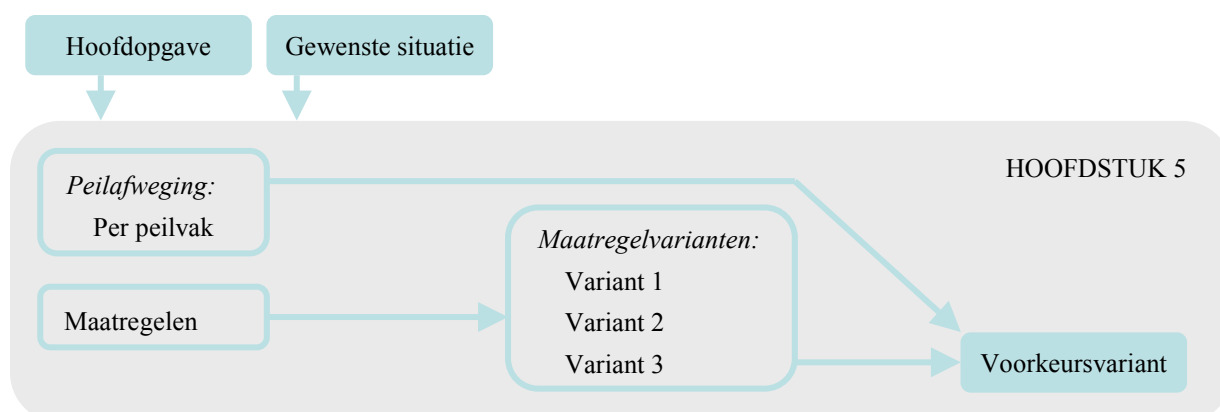 Hoofdopgave
Gewenste situatie
HOOFDSTUK 5
Peilafweging:
Per peilvak
Maatregelen
Maatregelvarianten:
Variant 1
Variant 2
Variant 3
Voorkeursvariant